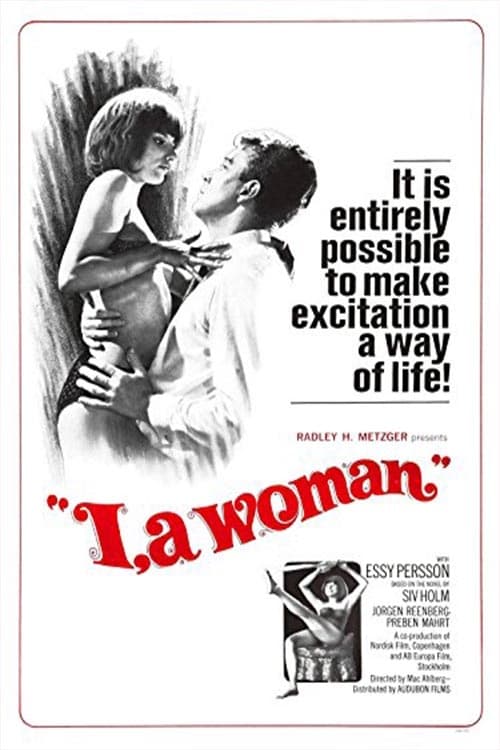 It is
entirely
possible
to make
excitation
a way
of life!
RADLEY H. METZGER presents
"I, a woman"
WITH
ESSY PERSSON
BASED ON THE NOVEL BY
SIV HOLM
JORGEN REENBERG
PREBEN MAHRT
A co-production of
Nordisk Film, Copenhagen
and AB Europa Film,
Stockholm
Directed by Mac Ahlberg–
Distributed by AUDUBON FILMS